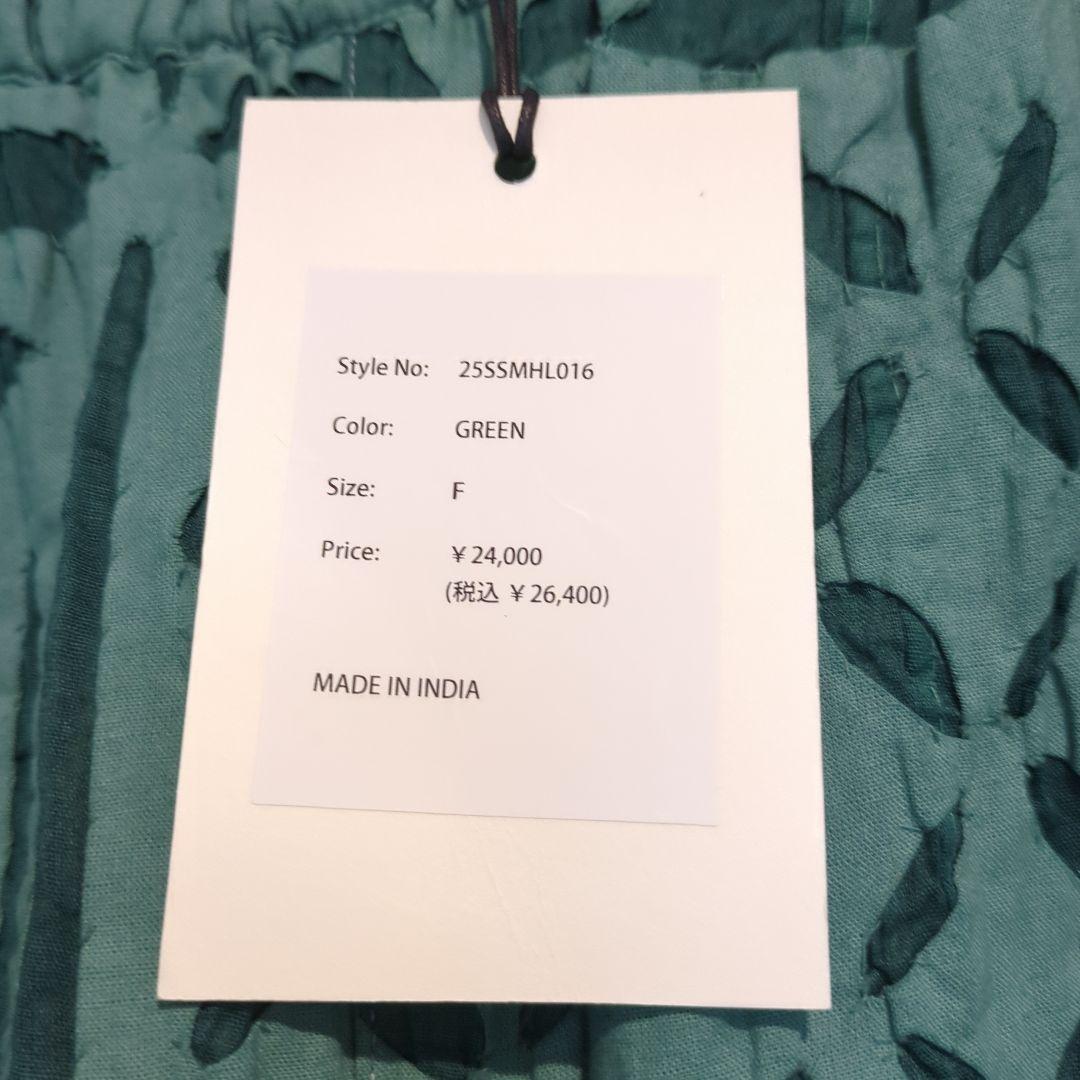 Style No: 25SSMHL016
Color: GREEN
Size: F
Price: ¥ 24,000
(税込 ¥ 26,400)
MADE IN INDIA